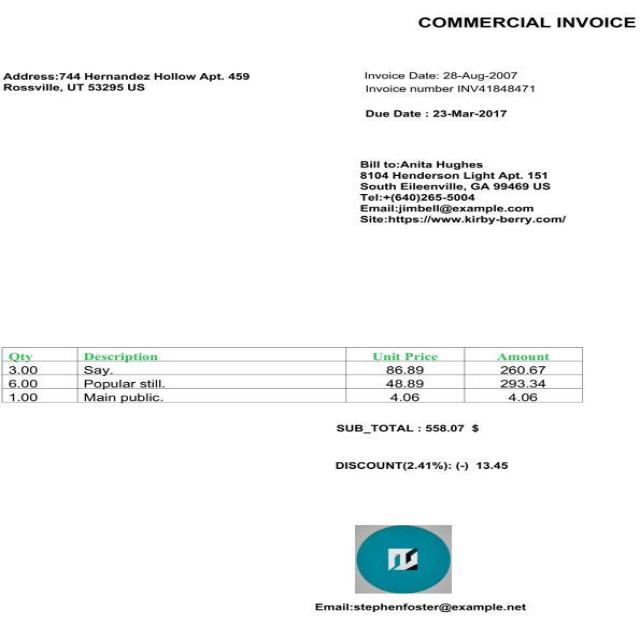 COMMERCIAL INVOICE
Address:744 Hernandez Hollow Apt. 459
Rossville, UT 53295 US
Invoice Date: 28-Aug-2007
Invoice number INV41848471
Due Date : 23-Mar-2017
Bill to:Anita Hughes
8104 Henderson Light Apt. 151
South Eileenville, GA 99469 US
Tel:+(640)265-5004
Email:jimbell@example.com
Site:https://www.kirby-berry.com/
Qty Description Unit Price Amount
3.00 Say. 86.89 260.67
6.00 Popular still. 48.89 293.34
1.00 Main public. 4.06 4.06
SUB_TOTAL : 558.07 $
DISCOUNT(2.41%): (-) 13.45
Email:stephenfoster@example.net